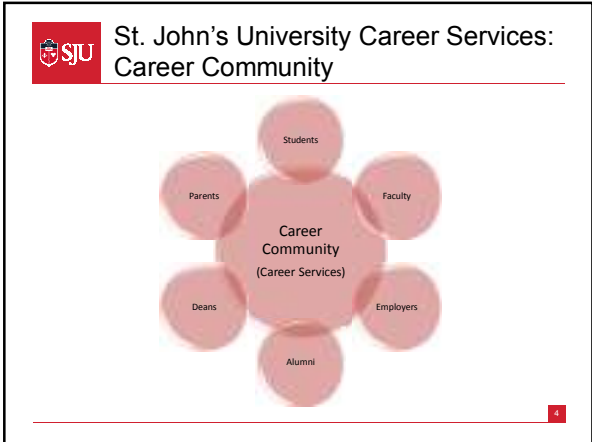 SJU
St. John's University Career Services:
Career Community
Students
Parents
Faculty
Career
Community
(Career Services)
Deans
Employers
Alumni
4